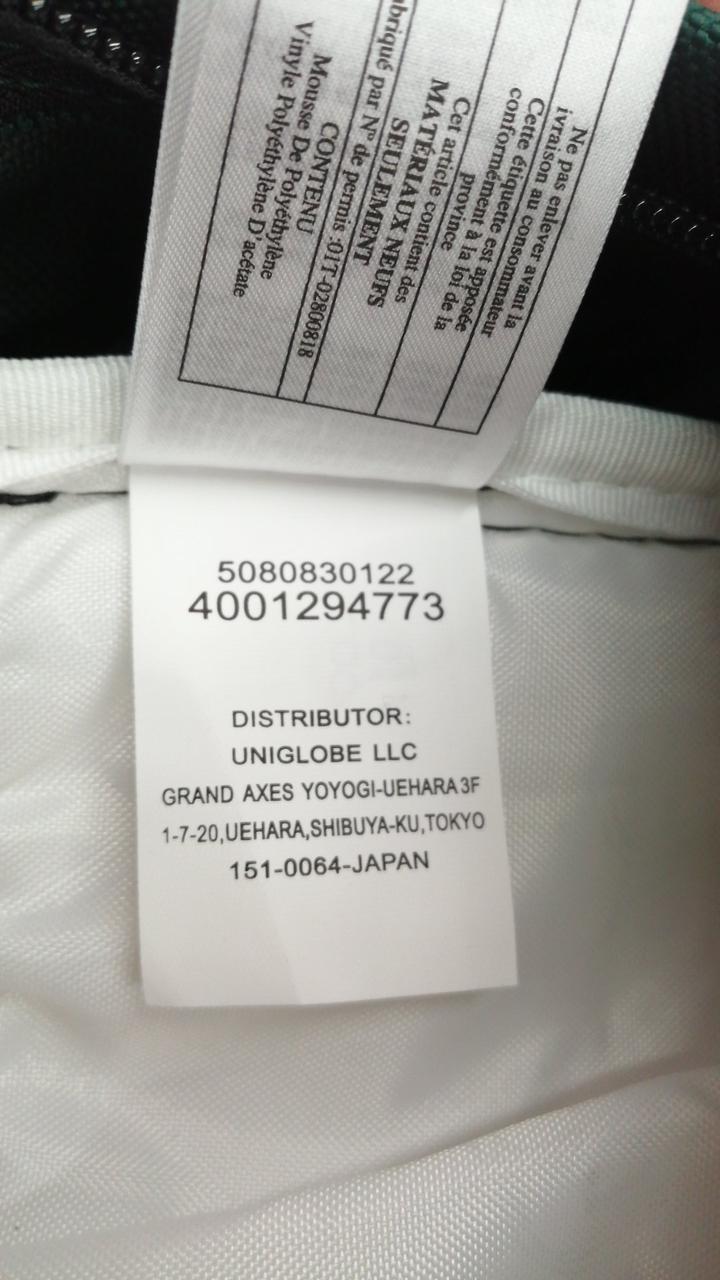 Ne pas enlever avant la
ivraison au consommateur
Cette étiquette est apposée
conformément à la loi de la
province
Cet article contient des
MATÉRIAUX NEUFS
SEULEMENT
abriqué par Nº de permis :01T-02800818
CONTENU
Mousse De Polyéthylène
Vinyle Polyéthylène D'acétate
5080830122
4001294773
DISTRIBUTOR:
UNIGLOBE LLC
GRAND AXES YOYOGI-UEHARA 3F
1-7-20,UEHARA,SHIBUYA-KU,TOKYO
151-0064-JAPAN